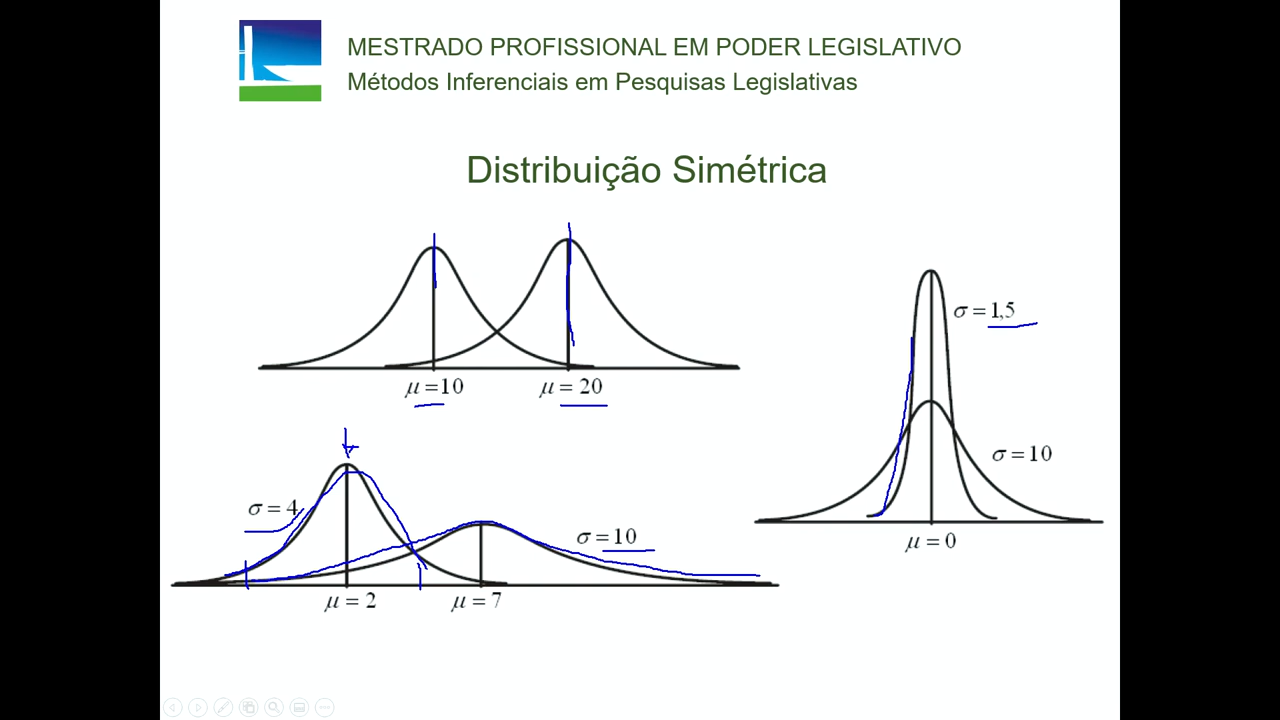 MESTRADO PROFISSIONAL EM PODER LEGISLATIVO
Métodos Inferenciais em Pesquisas Legislativas
Distribuição Simétrica
μ =10
μ = 20
σ = 4
σ = 10
μ = 2
μ = 7
σ = 1,5
σ = 10
μ = 0